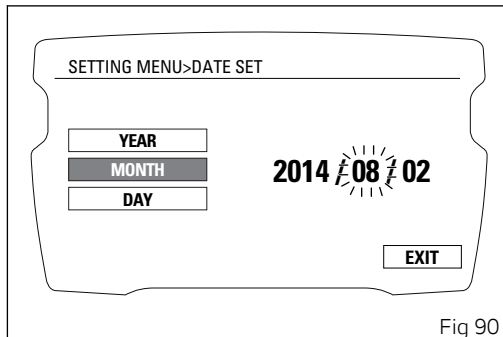 SETTING MENU>DATE SET
YEAR
MONTH
DAY
2014 / 08 / 02
EXIT
Fig 90